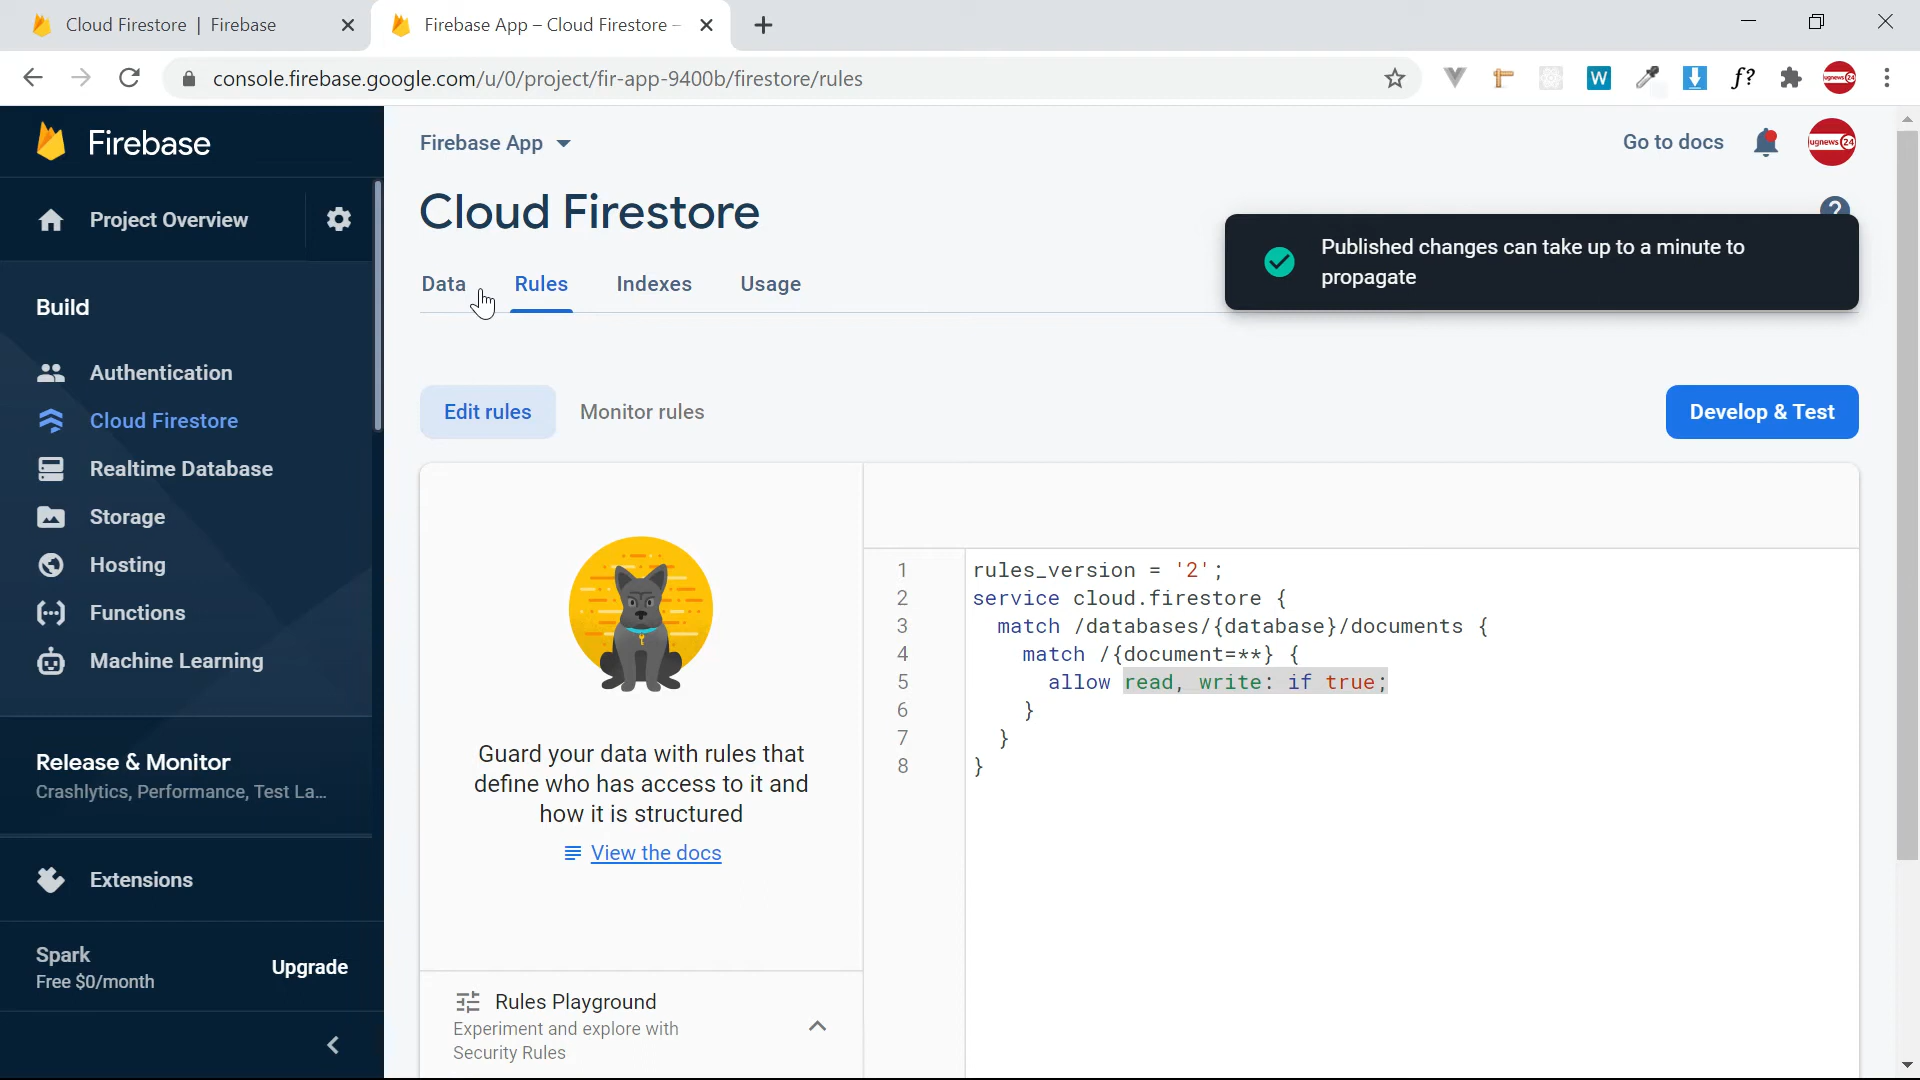 Cloud Firestore | Firebase
Firebase App – Cloud Firestore –
console.firebase.google.com/u/0/project/fir-app-9400b/firestore/rules
W
f?
ugnews24
Firebase
Firebase App
Go to docs
ugnews24
Project Overview
Cloud Firestore
?
Published changes can take up to a minute to
propagate
Data
Rules
Indexes
Usage
Build
Authentication
Cloud Firestore
Realtime Database
Storage
Hosting
Functions
Machine Learning
Release & Monitor
Crashlytics, Performance, Test La...
Extensions
Spark
Free $0/month
Upgrade
Edit rules
Monitor rules
Develop & Test
Guard your data with rules that
define who has access to it and
how it is structured
View the docs
Rules Playground
Experiment and explore with
Security Rules
1 rules_version = '2';
2 service cloud.firestore {
3 match /databases/{database}/documents {
4 match /{document=**} {
5 allow read, write: if true;
6 }
7 }
8 }